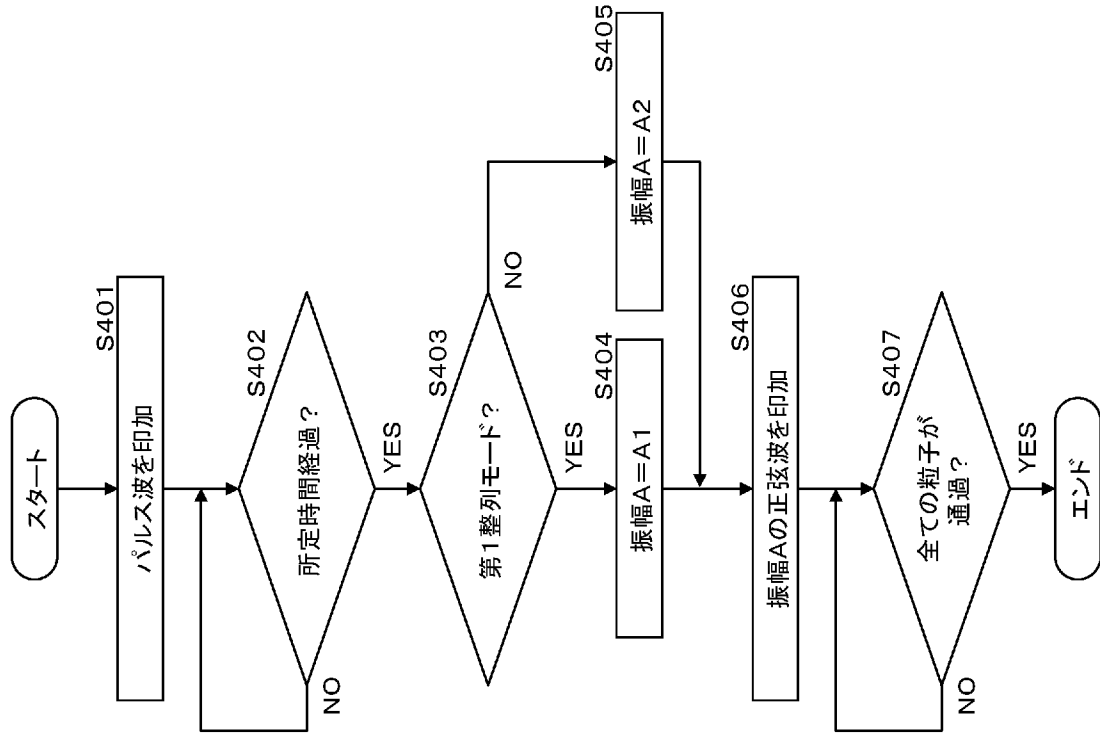 スタート
S401
パルス波を印加
S402
所定時間経過？
NO
YES
S403
第1整列モード？
NO
YES
S404
振幅A＝A1
S405
振幅A＝A2
S406
振幅Aの正弦波を印加
S407
全ての粒子が
通過？
NO
YES
エンド